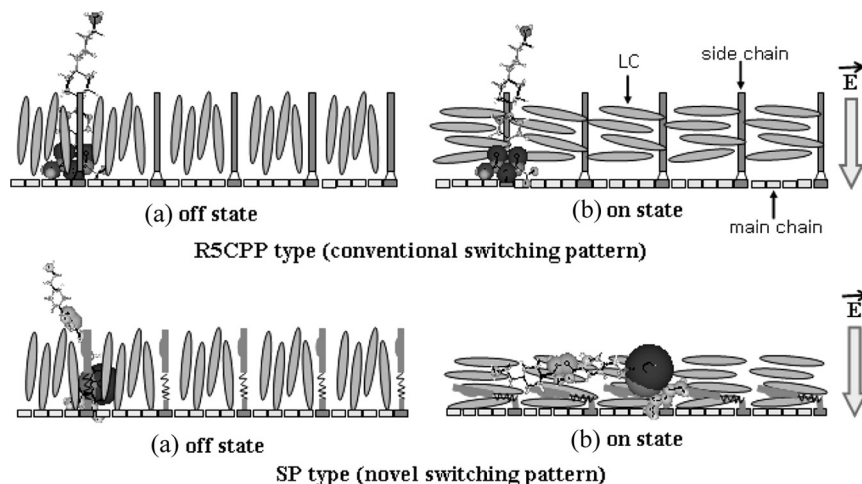 LC
side chain
E
(a) off state
(b) on state
main chain
R5CPP type (conventional switching pattern)
E
(a) off state
(b) on state
SP type (novel switching pattern)